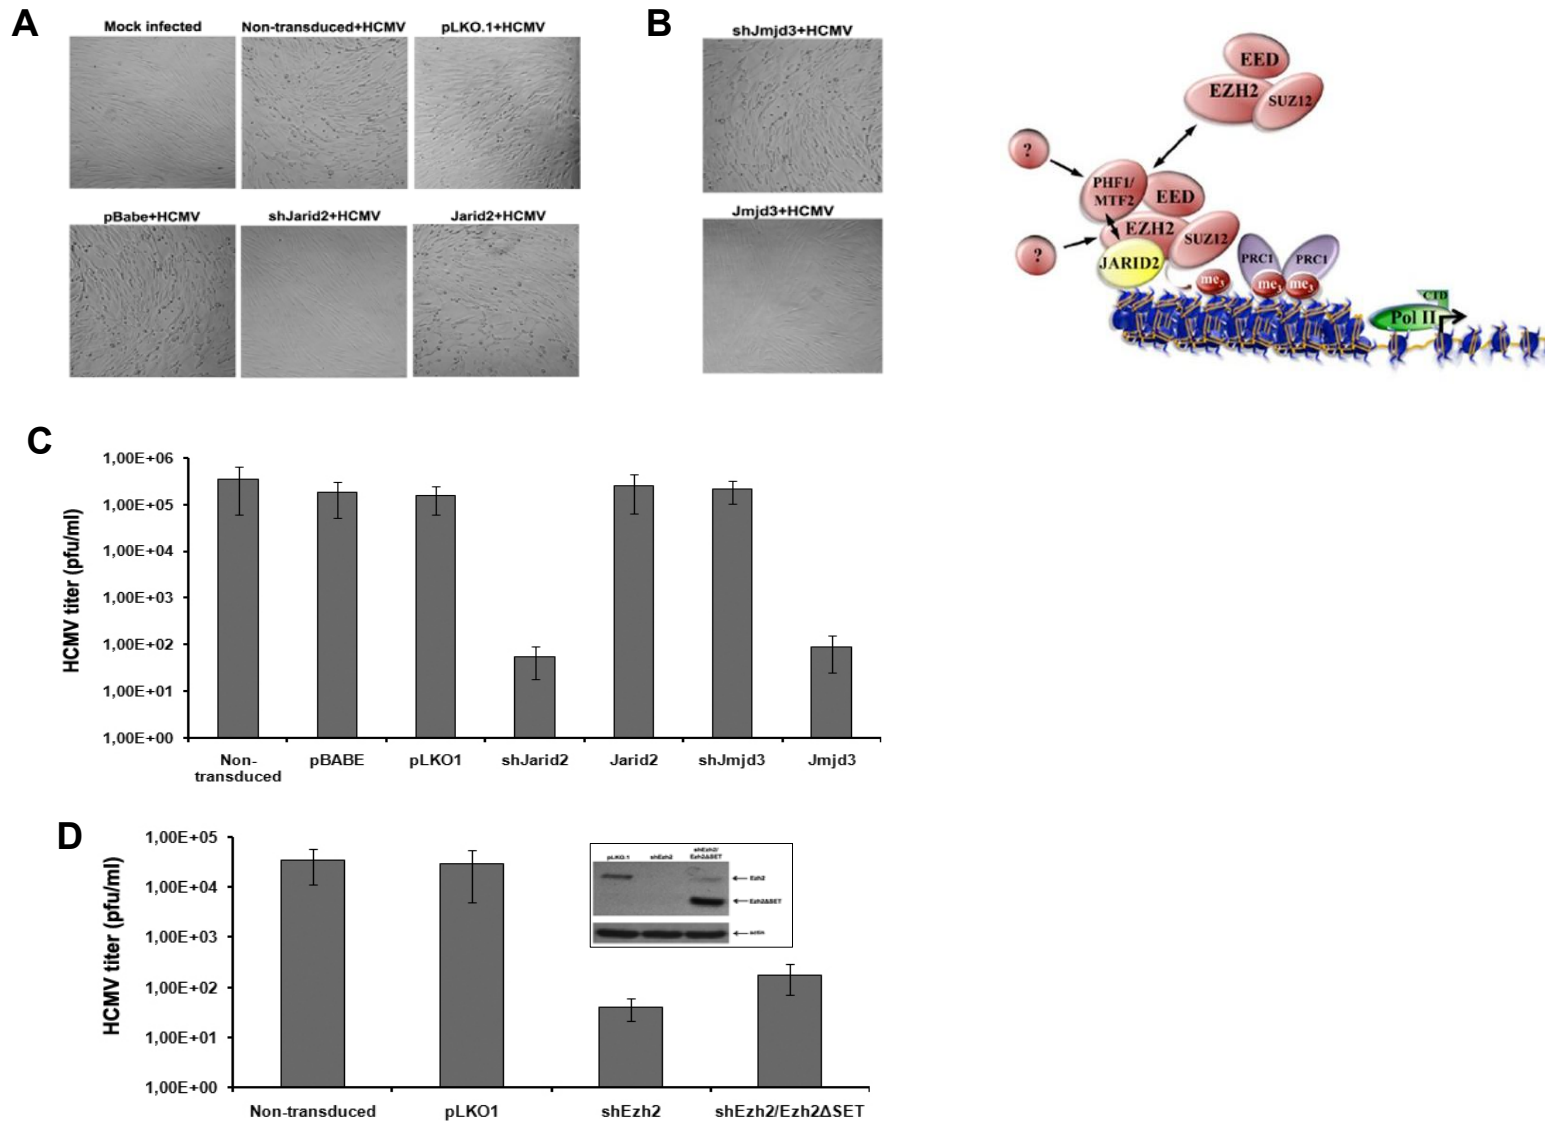 A
Mock infected
Non-transduced+HCMV
pLKO.1+HCMV
pBabe+HCMV
shJarid2+HCMV
Jarid2+HCMV
B
shJmjd3+HCMV
Jmjd3+HCMV
EED
EZH2
SUZ12
?
PHF1/
MTF2
EED
EZH2
SUZ12
?
JARID2
me3
PRC1
PRC1
me3
me3
CTD
Pol II
C
HCMV titer (pfu/ml)
1,00E+06
1,00E+05
1,00E+04
1,00E+03
1,00E+02
1,00E+01
1,00E+00
Non-
transduced
pBABE
pLKO1
shJarid2
Jarid2
shJmjd3
Jmjd3
D
HCMV titer (pfu/ml)
1,00E+05
1,00E+04
1,00E+03
1,00E+02
1,00E+01
1,00E+00
pLKO.1
shEzh2
shEzh2/
Ezh2ΔSET
Ezh2
Ezh2ΔSET
actin
Non-transduced
pLKO1
shEzh2
shEzh2/Ezh2ΔSET